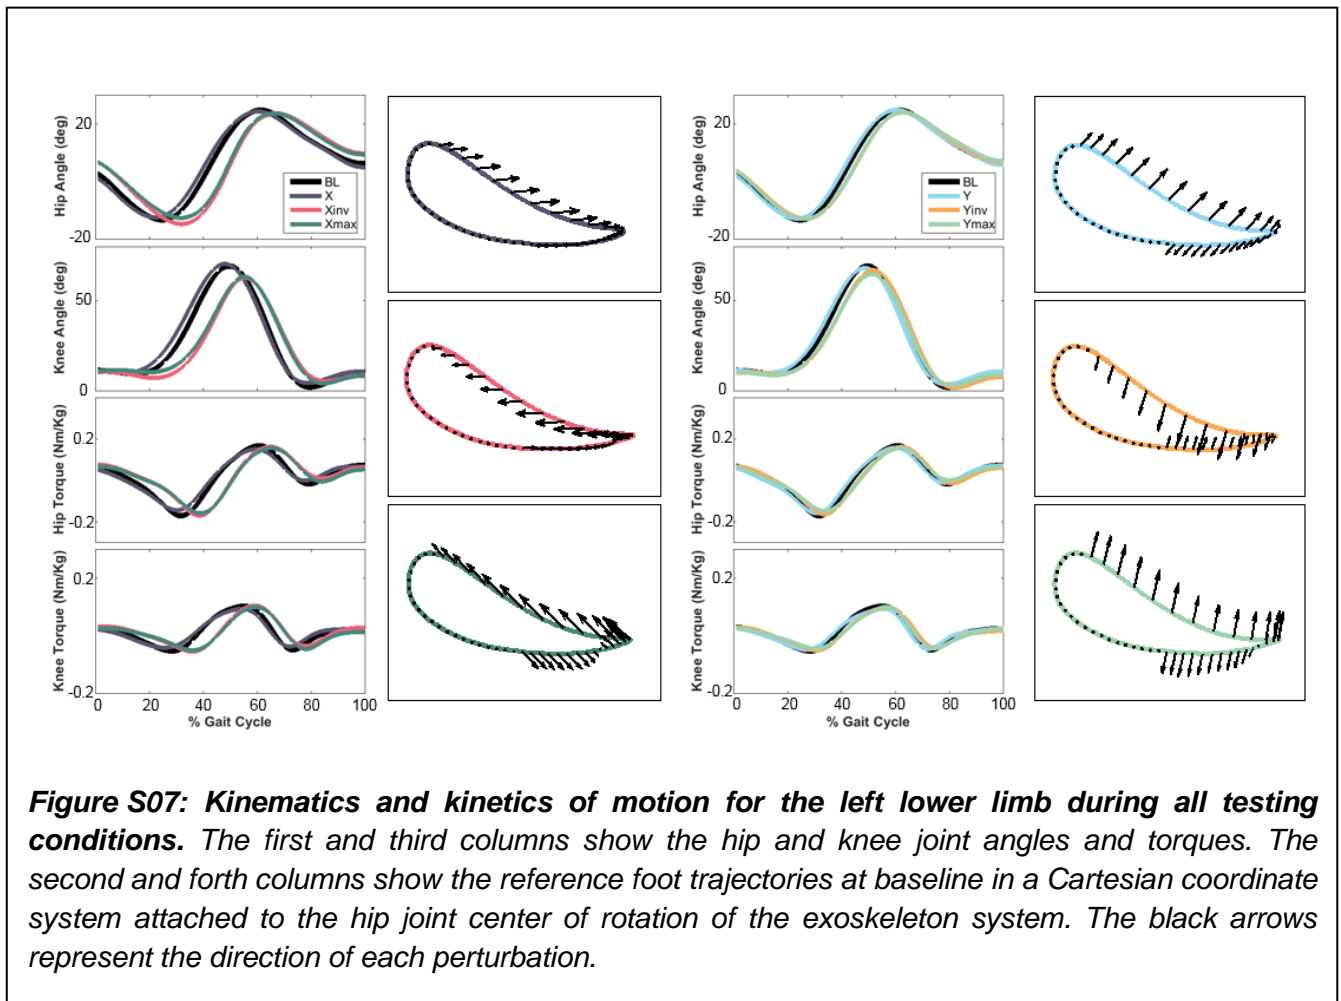 Hip Angle (deg)
20
-20
BL
X
Xinv
Xmax
Knee Angle (deg)
50
0
Hip Torque (Nm/Kg)
0.2
-0.2
Knee Torque (Nm/Kg)
0.2
-0.2
0 20 40 60 80 100
% Gait Cycle
Hip Angle (deg)
20
-20
BL
Y
Yinv
Ymax
Knee Angle (deg)
50
0
Hip Torque (Nm/Kg)
0.2
-0.2
Knee Torque (Nm/Kg)
0.2
-0.2
0 20 40 60 80 100
% Gait Cycle
Figure S07: Kinematics and kinetics of motion for the left lower limb during all testing
conditions. The first and third columns show the hip and knee joint angles and torques. The
second and forth columns show the reference foot trajectories at baseline in a Cartesian coordinate
system attached to the hip joint center of rotation of the exoskeleton system. The black arrows
represent the direction of each perturbation.